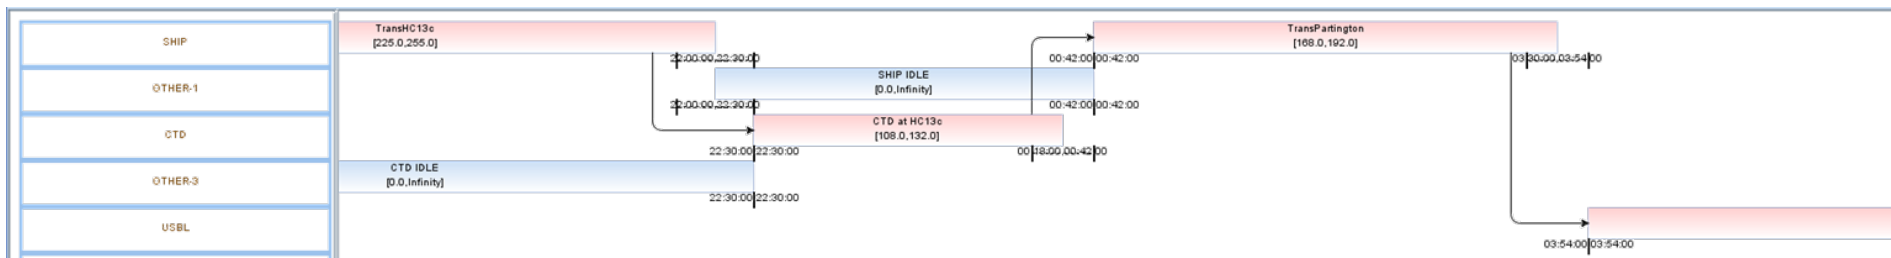 SHIP
TransHC13c
[225.0,255.0]
TransPartington
[168.0,192.0]
22:00:00,22:30:00
00:42:00 00:42:00
03:30:00,03:54:00
OTHER-1
SHIP IDLE
[0.0,Infinity]
22:00:00,22:30:00
00:42:00 00:42:00
CTD
CTD at HC13c
[108.0,132.0]
22:30:00 22:30:00
00:18:00,00:42:00
OTHER-3
CTD IDLE
[0.0,Infinity]
22:30:00 22:30:00
USBL
03:54:00 03:54:00